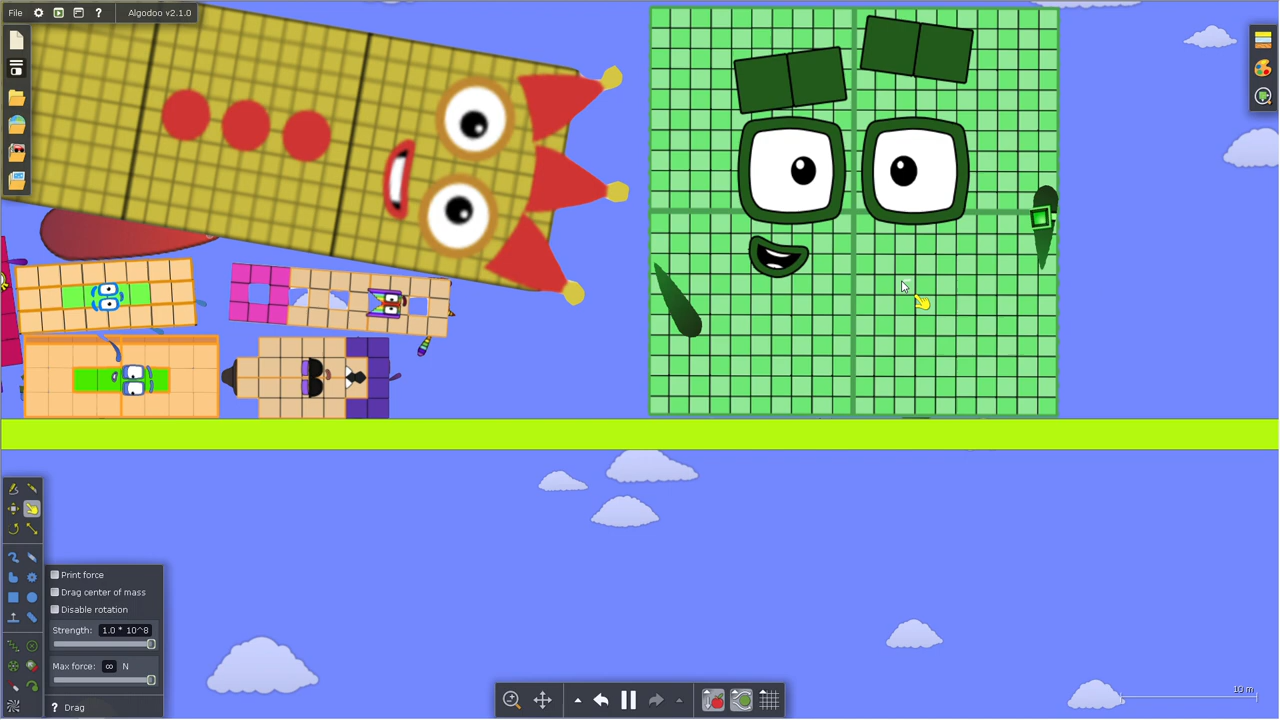 File ? Algodoo v2.1.0
Print force
Drag center of mass
Disable rotation
Strength: 1.0 * 10^8
Max force: ∞ N
? Drag
10 m